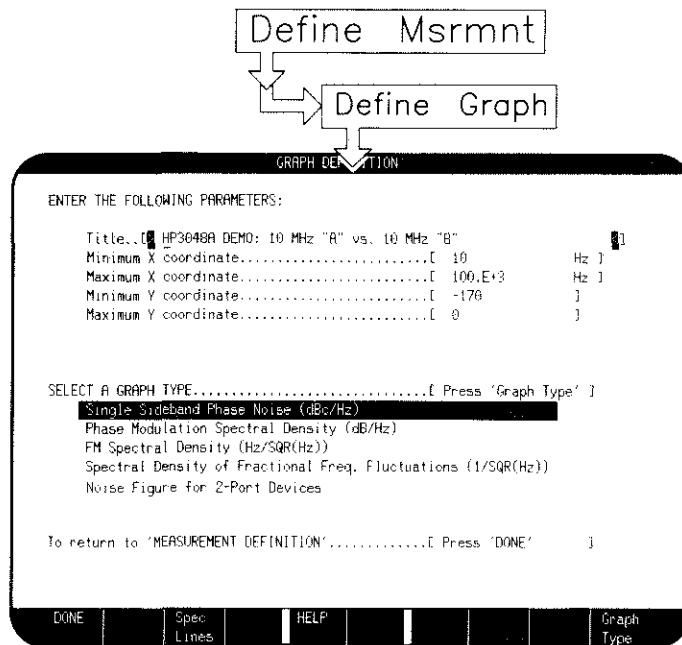 Define Msrmnt
Define Graph
GRAPH DEFINITION
ENTER THE FOLLOWING PARAMETERS:
Title..[ HP3048A DEMO: 10 MHz "A" vs. 10 MHz "B" ]
Minimum X coordinate.........................[ 10 Hz ]
Maximum X coordinate.........................[ 100.E+3 Hz ]
Minimum Y coordinate.........................[ -170 ]
Maximum Y coordinate.........................[ 0 ]
SELECT A GRAPH TYPE...............................[ Press 'Graph Type' ]
Single Sideband Phase Noise (dBc/Hz)
Phase Modulation Spectral Density (dB/Hz)
FM Spectral Density (Hz/SQR(Hz))
Spectral Density of Fractional Freq. Fluctuations (1/SQR(Hz))
Noise Figure for 2-Port Devices
To return to 'MEASUREMENT DEFINITION'.............[ Press 'DONE' ]
DONE Spec Lines HELP Graph Type